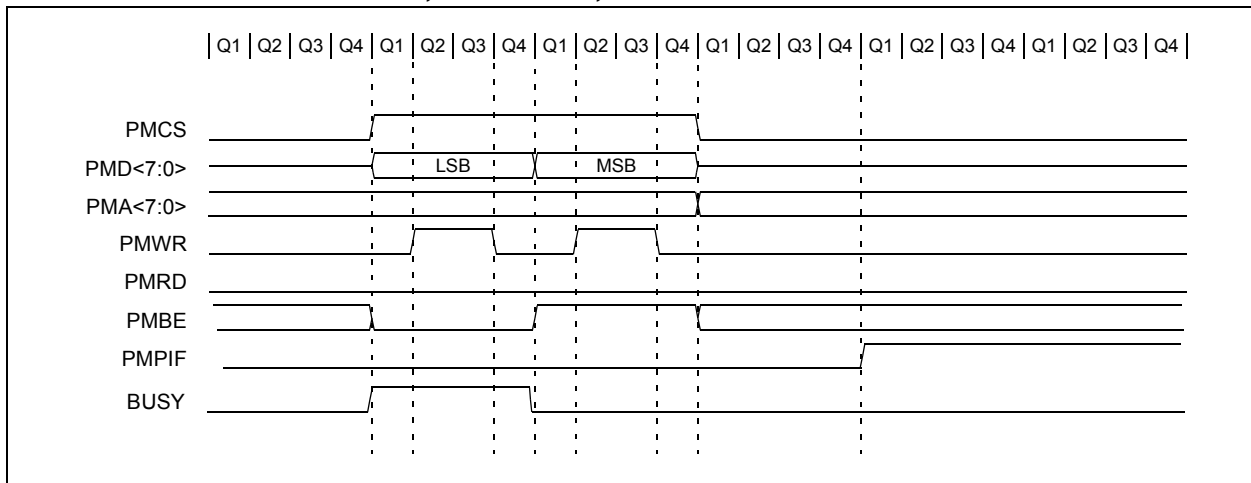 Q1 Q2 Q3 Q4 Q1 Q2 Q3 Q4 Q1 Q2 Q3 Q4 Q1 Q2 Q3 Q4 Q1 Q2 Q3 Q4 Q1 Q2 Q3 Q4
PMCS
PMD<7:0> LSB MSB
PMA<7:0>
PMWR
PMRD
PMBE
PMPIF
BUSY